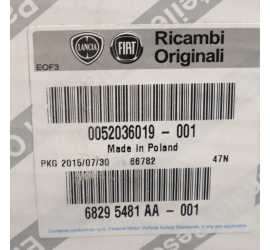 LANCIA
FIAT
Ricambi
Originali
EOF3
0052036019 - 001
Made in Poland
PKG 2015/07/30 66782 47N
6829 5481 AA - 001